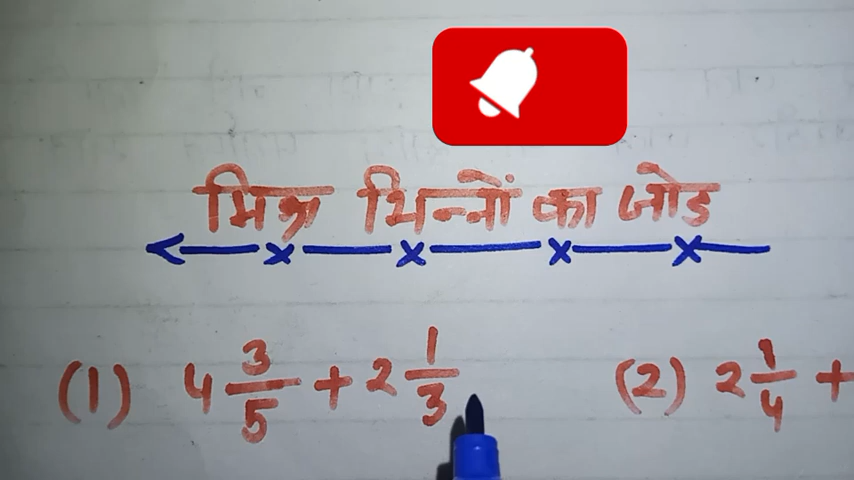 मिश्र भिन्नों का जोड़
(1) 4 3/5 + 2 1/3 (2) 2 1/4 +